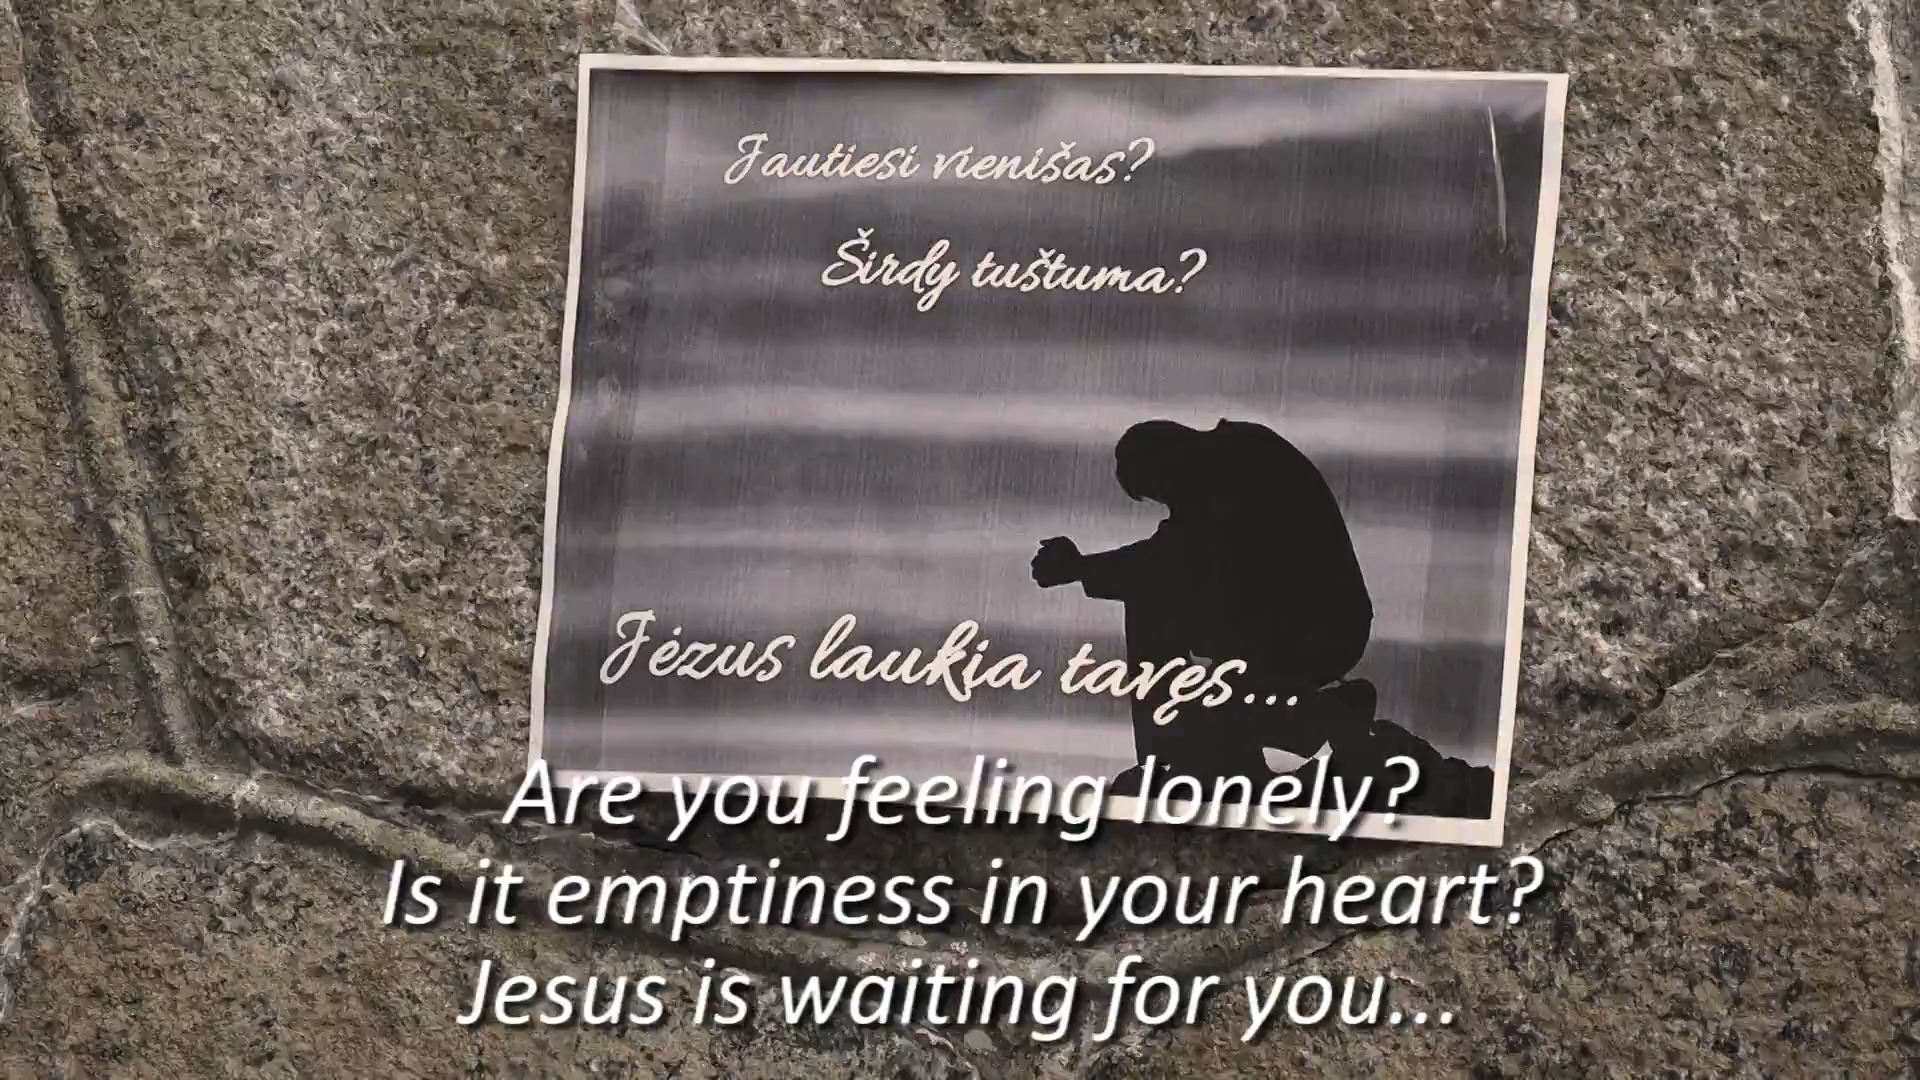 Jautiesi vienišas?
Širdy tuštuma?
Jėzus laukia tavęs...
Are you feeling lonely?
Is it emptiness in your heart?
Jesus is waiting for you...